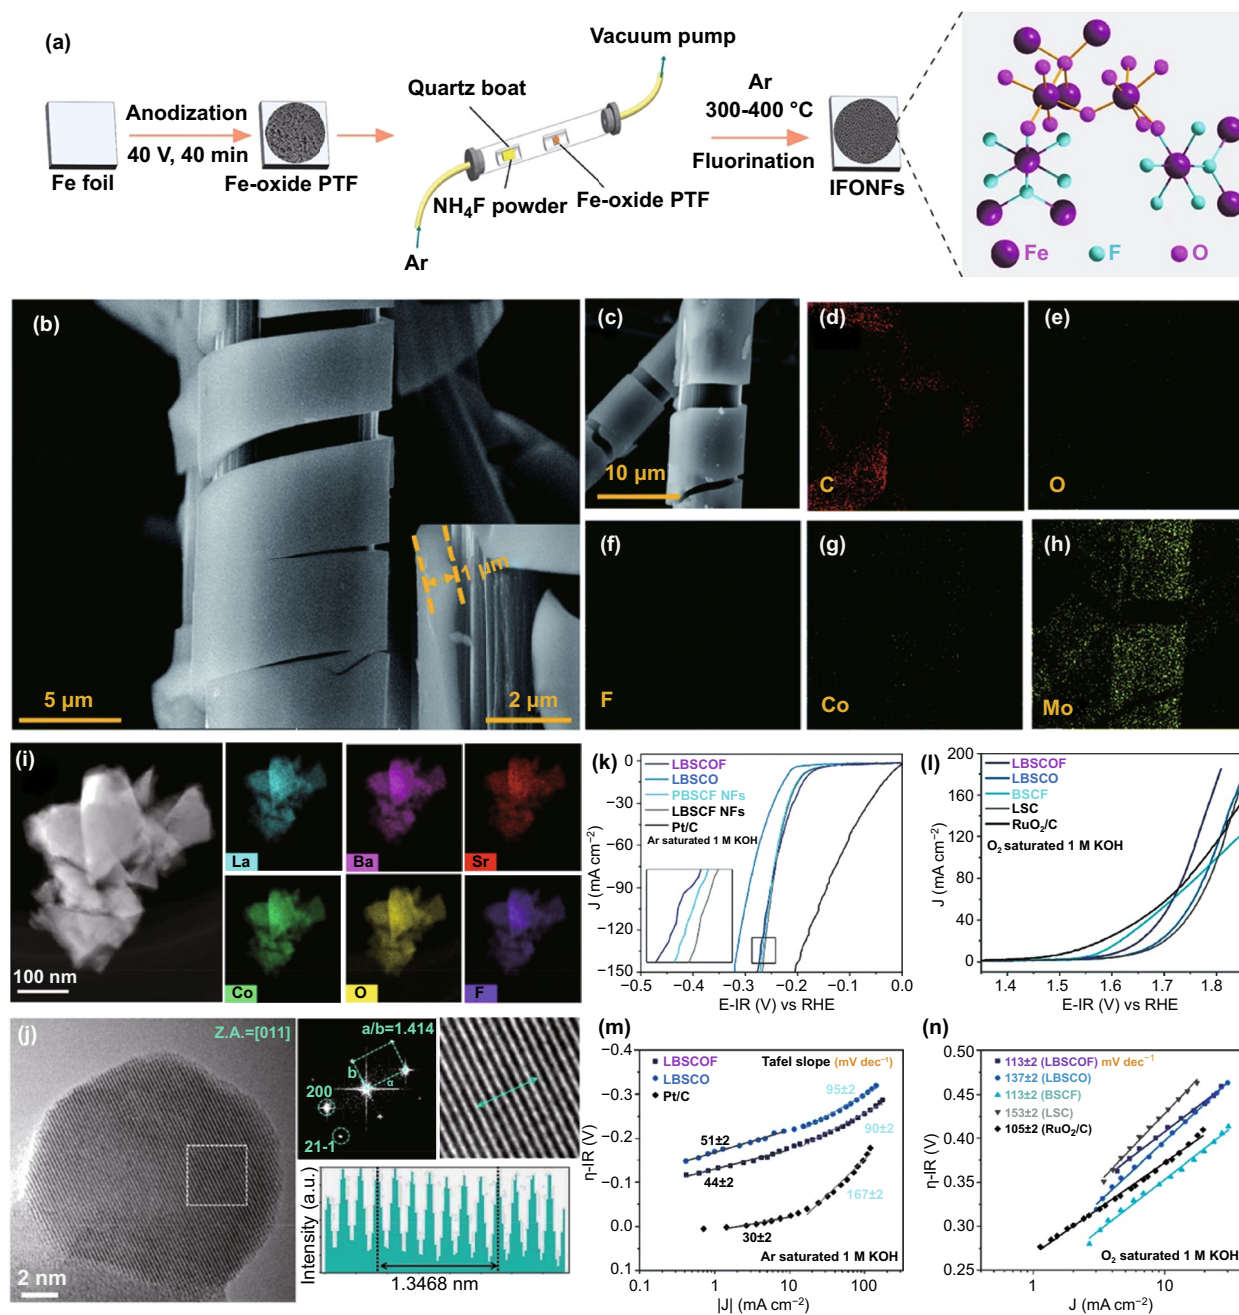 (a)
Vacuum pump
Quartz boat
Anodization
40 V, 40 min
Ar
300-400 °C
Fluorination
Fe foil
Fe-oxide PTF
NH₄F powder
Fe-oxide PTF
IFONFs
Ar
Fe
F
O
(b)
1 μm
5 μm
2 μm
(c)
10 μm
(d)
C
(e)
O
(f)
F
(g)
Co
(h)
Mo
(i)
100 nm
La
Ba
Sr
Co
O
F
(j)
Z.A.=[011]
2 nm
a/b=1.414
b
α
200
21-1
Intensity (a.u.)
1.3468 nm
(k)
LBSCOF
LBSCO
PBSCF NFs
LBSCF NFs
Pt/C
Ar saturated 1 M KOH
J (mA cm⁻²)
0
−30
−60
−90
−120
−150
−0.5
−0.4
−0.3
−0.2
−0.1
0.0
E-IR (V) vs RHE
(l)
LBSCOF
LBSCO
BSCF
LSC
RuO₂/C
O₂ saturated 1 M KOH
J (mA cm⁻²)
200
160
120
80
40
0
1.4
1.5
1.6
1.7
1.8
E-IR (V) vs RHE
(m)
LBSCOF
LBSCO
Pt/C
Tafel slope (mV dec⁻¹)
95±2
51±2
90±2
44±2
167±2
30±2
Ar saturated 1 M KOH
η-IR (V)
−0.4
−0.3
−0.2
−0.1
0.0
0.1
0.1
1
10
100
|J| (mA cm⁻²)
(n)
113±2 (LBSCOF) mV dec⁻¹
137±2 (LBSCO)
113±2 (BSCF)
153±2 (LSC)
105±2 (RuO₂/C)
O₂ saturated 1 M KOH
η-IR (V)
0.50
0.45
0.40
0.35
0.30
0.25
1
10
J (mA cm⁻²)